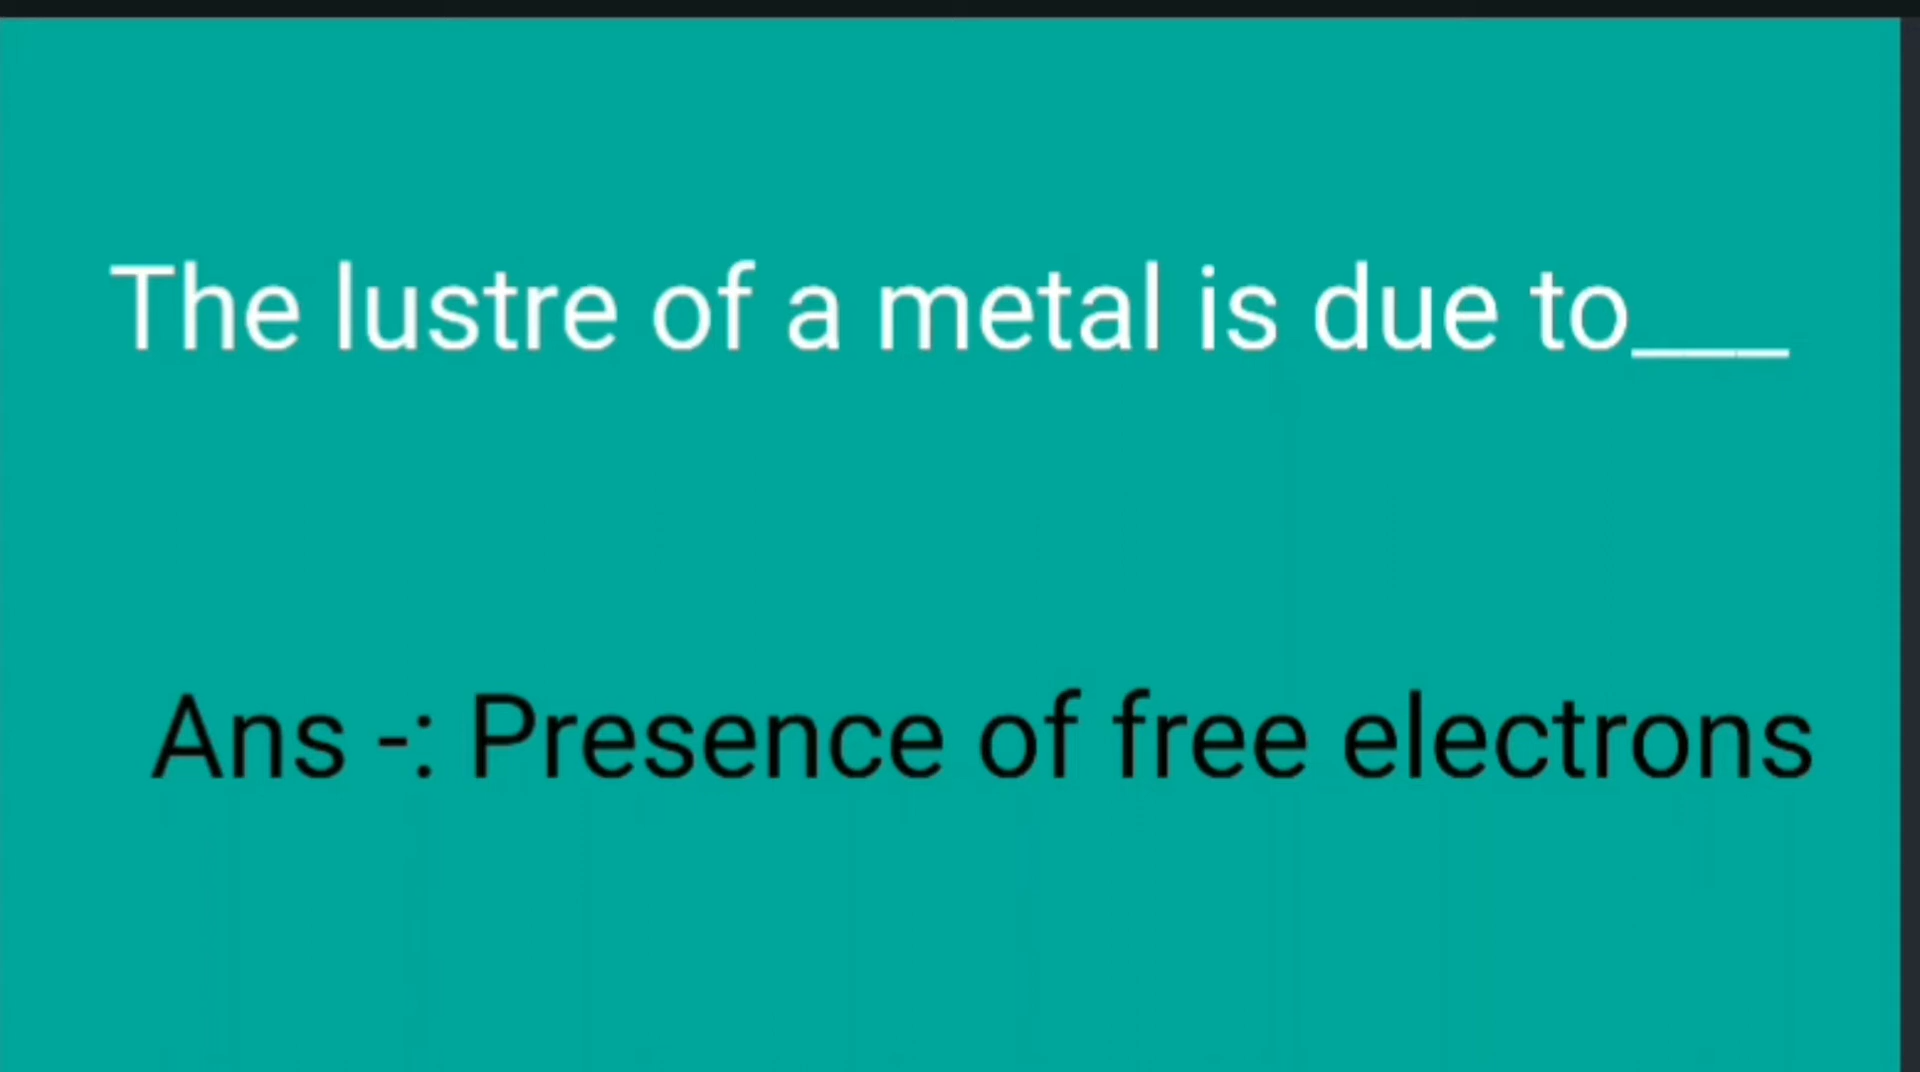 The lustre of a metal is due to___
Ans -: Presence of free electrons